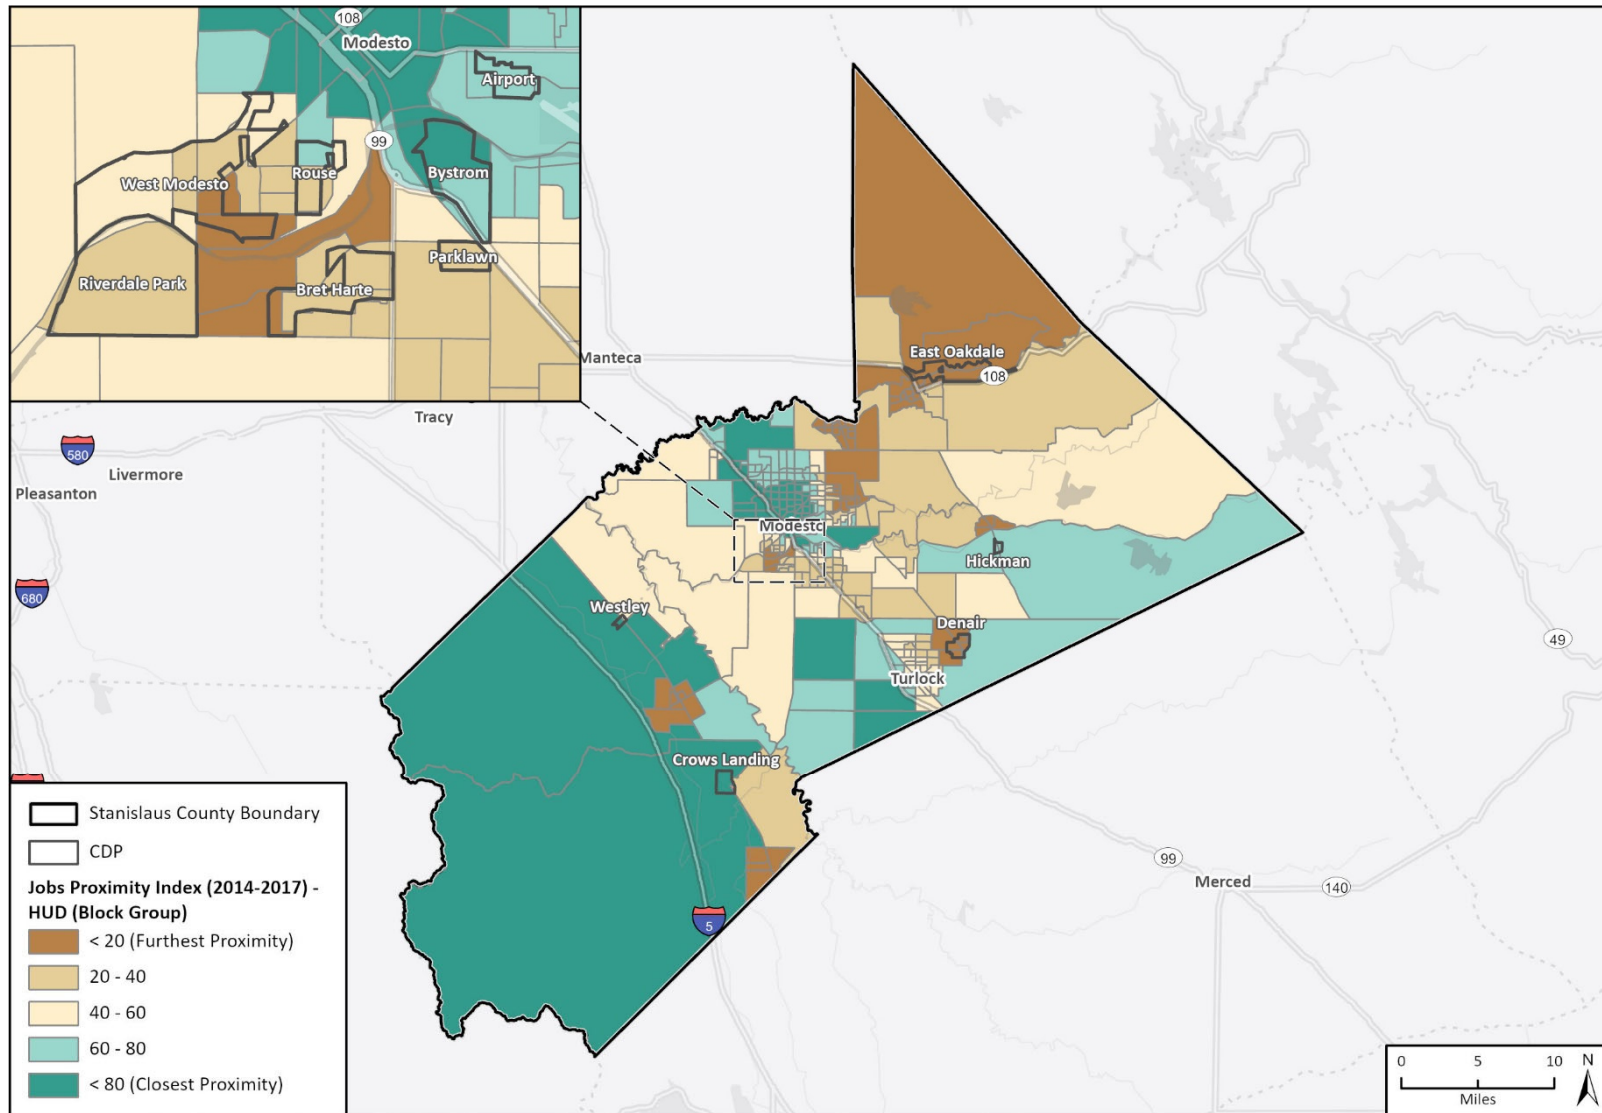 108
Modesto
Airport
99
West Modesto
Rouse
Bystrom
Riverdale Park
Bret Harte
Parklawn
Manteca
Tracy
580
Livermore
Pleasanton
680
East Oakdale
108
Modesto
Hickman
Westley
Denair
49
Turlock
Crows Landing
99
Merced
140
5
Stanislaus County Boundary
CDP
Jobs Proximity Index (2014-2017) -
HUD (Block Group)
< 20 (Furthest Proximity)
20 - 40
40 - 60
60 - 80
< 80 (Closest Proximity)
0 5 10
Miles
N